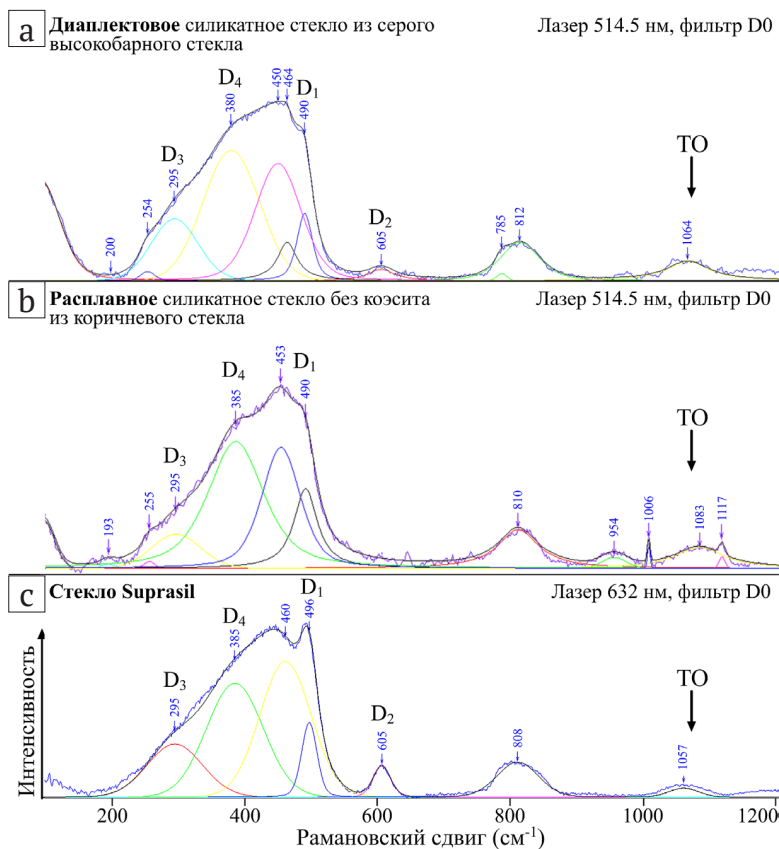 a Диаплектовое силикатное стекло из серого
высокобарного стекла
Лазер 514.5 нм, фильтр D0
D3 D4 D1 D2 TO
200 254 295 380 450 464 490 605 785 812 1064
b Расплавное силикатное стекло без коэсита
из коричневого стекла
Лазер 514.5 нм, фильтр D0
D3 D4 D1 TO
193 255 295 385 453 490 810 954 1006 1083 1117
c Стекло Suprasil
Лазер 632 нм, фильтр D0
D3 D4 D1 D2 TO
295 385 460 496 605 808 1057
Интенсивность
200 400 600 800 1000 1200
Рамановский сдвиг (см-1)